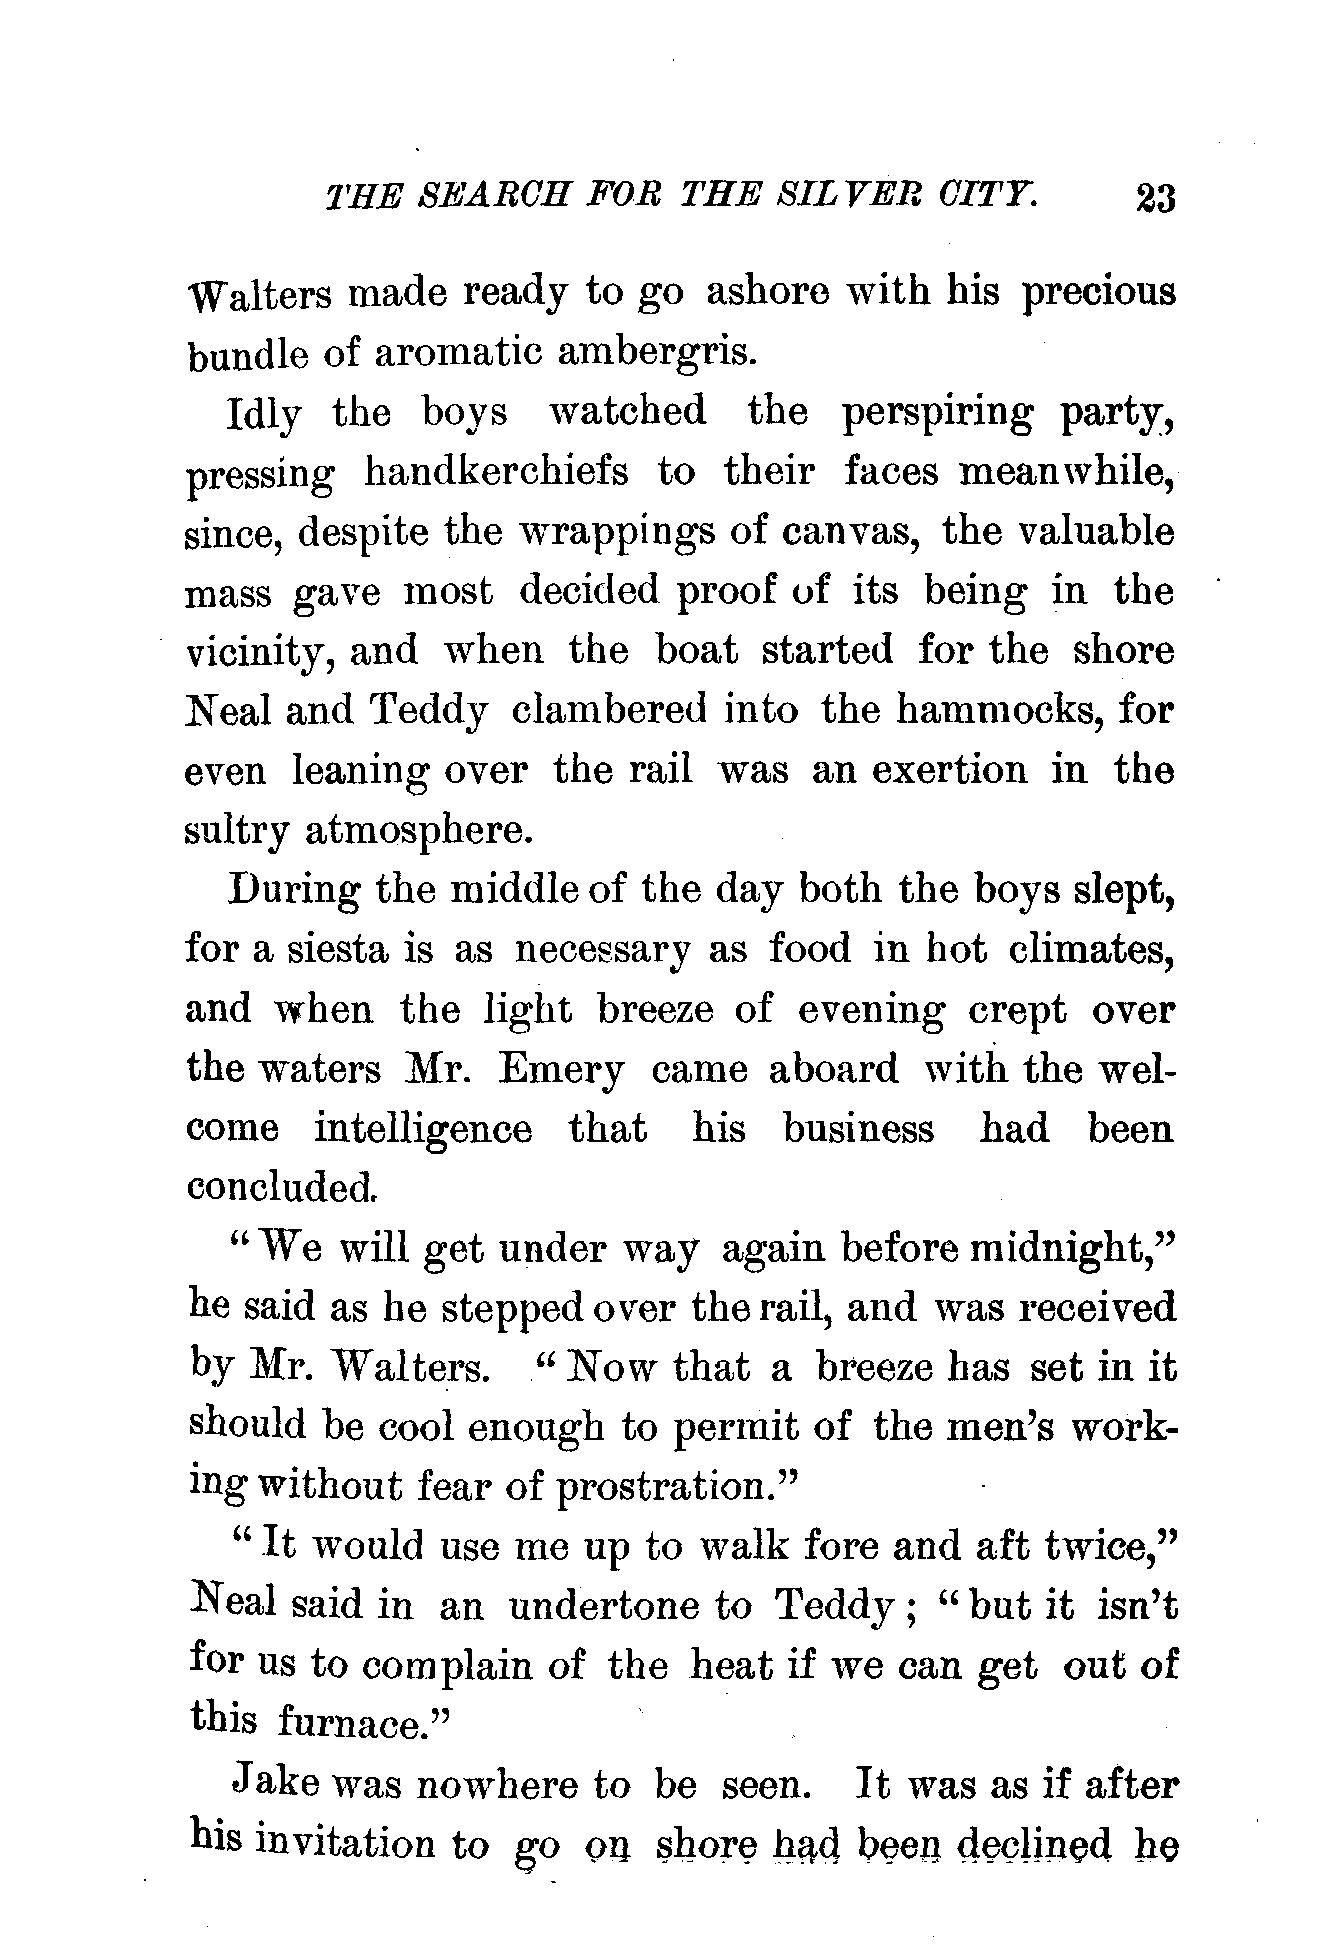 THE SEARCH FOR THE SILVER CITY. 23
Walters made ready to go ashore with his precious
bundle of aromatic ambergris.
Idly the boys watched the perspiring party,
pressing handkerchiefs to their faces meanwhile,
since, despite the wrappings of canvas, the valuable
mass gave most decided proof of its being in the
vicinity, and when the boat started for the shore
Neal and Teddy clambered into the hammocks, for
even leaning over the rail was an exertion in the
sultry atmosphere.
During the middle of the day both the boys slept,
for a siesta is as necessary as food in hot climates,
and when the light breeze of evening crept over
the waters Mr. Emery came aboard with the wel-
come intelligence that his business had been
concluded.
“We will get under way again before midnight,”
he said as he stepped over the rail, and was received
by Mr. Walters. “Now that a breeze has set in it
should be cool enough to permit of the men’s work-
ing without fear of prostration.”
“It would use me up to walk fore and aft twice,”
Neal said in an undertone to Teddy; “but it isn’t
for us to complain of the heat if we can get out of
this furnace.”
Jake was nowhere to be seen. It was as if after
his invitation to go on shore had been declined he